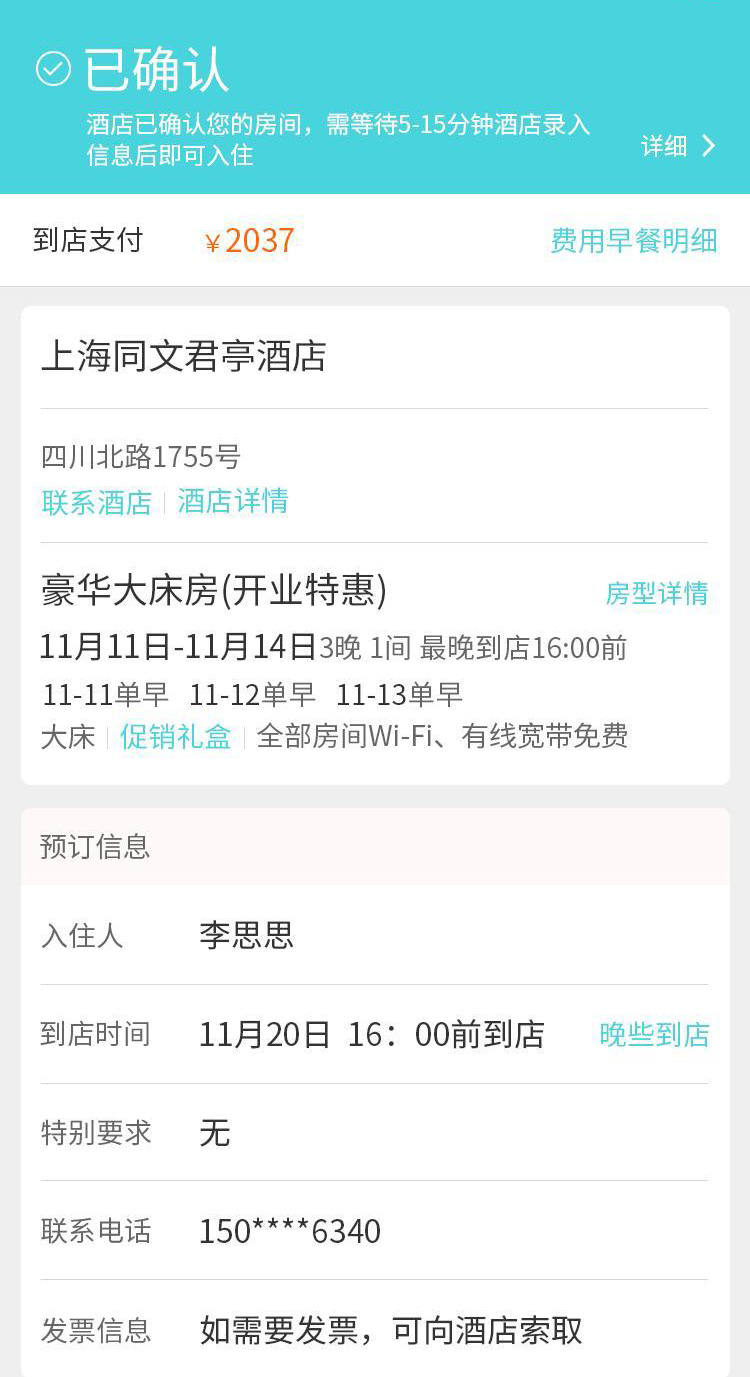 已确认
酒店已确认您的房间，需等待5-15分钟酒店录入
信息后即可入住
详细
到店支付 ￥2037 费用早餐明细
上海同文君亭酒店
四川北路1755号
联系酒店 酒店详情
豪华大床房(开业特惠) 房型详情
11月11日-11月14日3晚 1间 最晚到店16:00前
11-11单早 11-12单早 11-13单早
大床 促销礼盒 全部房间Wi-Fi、有线宽带免费
预订信息
入住人 李思思
到店时间 11月20日 16：00前到店 晚些到店
特别要求 无
联系电话 150****6340
发票信息 如需要发票，可向酒店索取